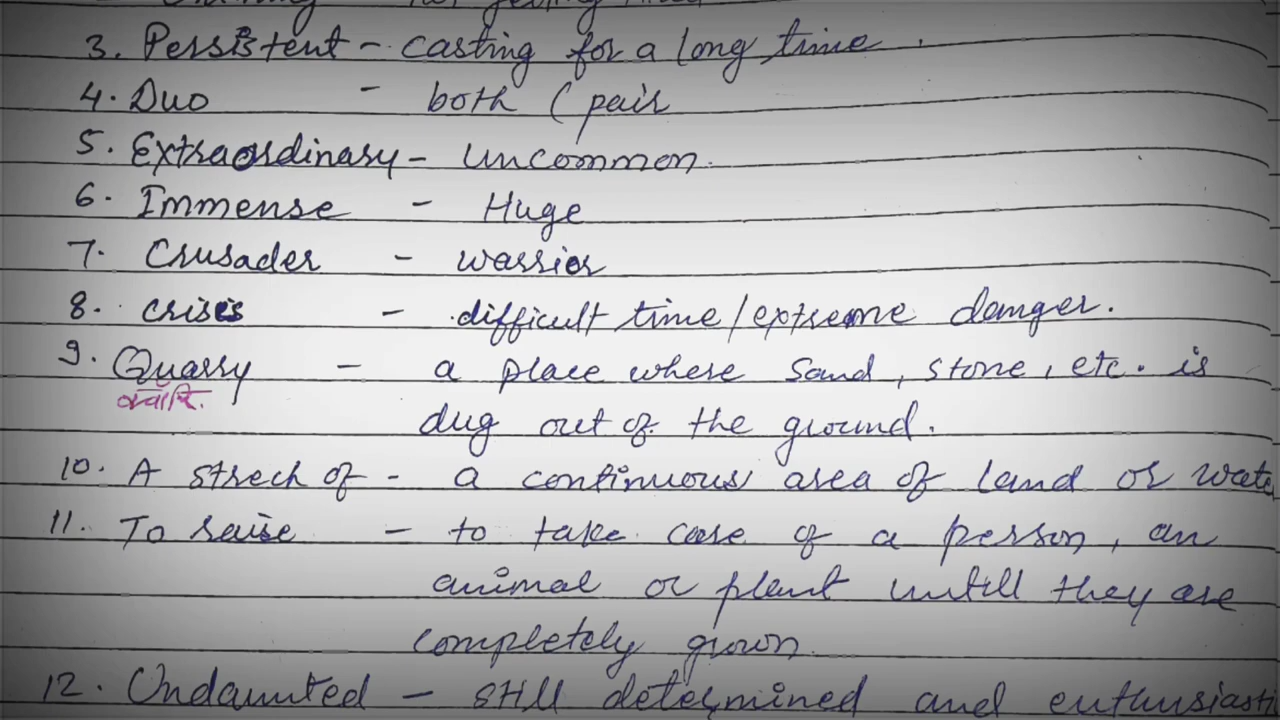 3. Persistent - casting for a long time.
4. Duo - both (pair
5. Extraordinary - uncommon.
6. Immense - Huge
7. Crusader - warrior
8. crises - difficult time/extreme danger.
9. Quarry - a place where sand, stone, etc. is
dug out of the ground.
10. A strech of - a continuous area of land or wate
11. To raise - to take care of a person, an
animal or plant untill they are
completely grown.
12. Undaunted - still determined and enthusiasti